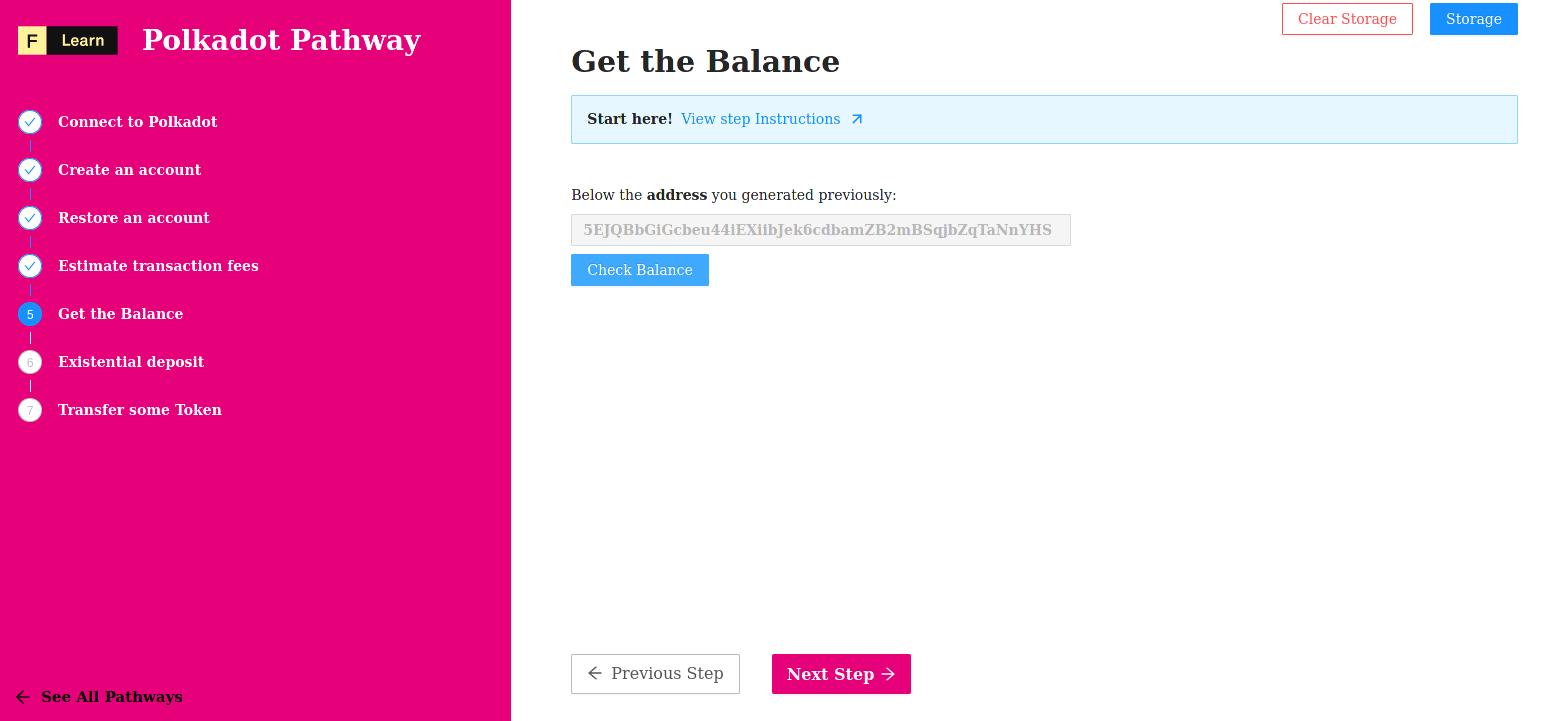 F Learn
Polkadot Pathway
Connect to Polkadot
Create an account
Restore an account
Estimate transaction fees
5 Get the Balance
6 Existential deposit
7 Transfer some Token
See All Pathways
Clear Storage
Storage
Get the Balance
Start here! View step Instructions
Below the address you generated previously:
5EJQBbGiGcbeu44iEXiibJek6cdbamZB2mBSqjbZqTaNnYHS
Check Balance
Previous Step
Next Step